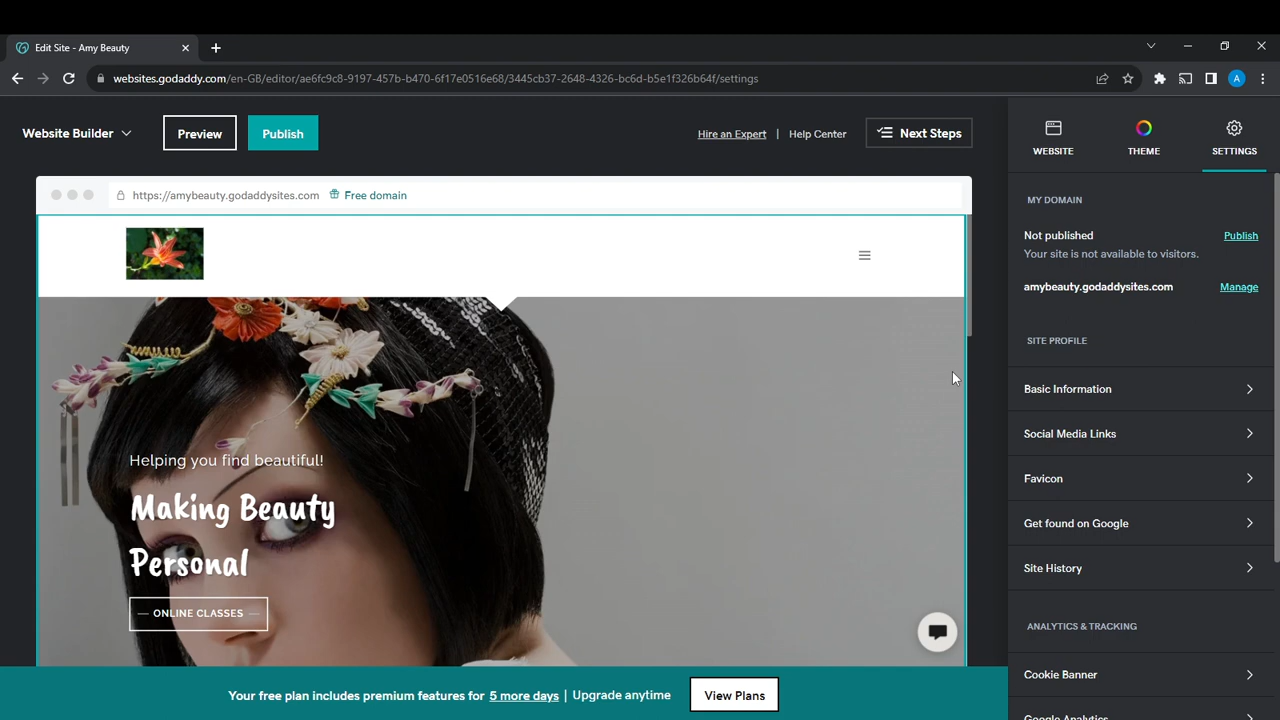 Edit Site - Amy Beauty
websites.godaddy.com/en-GB/editor/ae6fc9c8-9197-457b-b470-6f17e0516e68/3445cb37-2648-4326-bc6d-b5e1f326b64f/settings
A
Website Builder
Preview
Publish
Hire an Expert | Help Center
Next Steps
https://amybeauty.godaddysites.com
Free domain
Helping you find beautiful!
Making Beauty
Personal
ONLINE CLASSES
Your free plan includes premium features for 5 more days | Upgrade anytime
View Plans
WEBSITE
THEME
SETTINGS
MY DOMAIN
Not published
Publish
Your site is not available to visitors.
amybeauty.godaddysites.com
Manage
SITE PROFILE
Basic Information
Social Media Links
Favicon
Get found on Google
Site History
ANALYTICS & TRACKING
Cookie Banner
Google Analytics